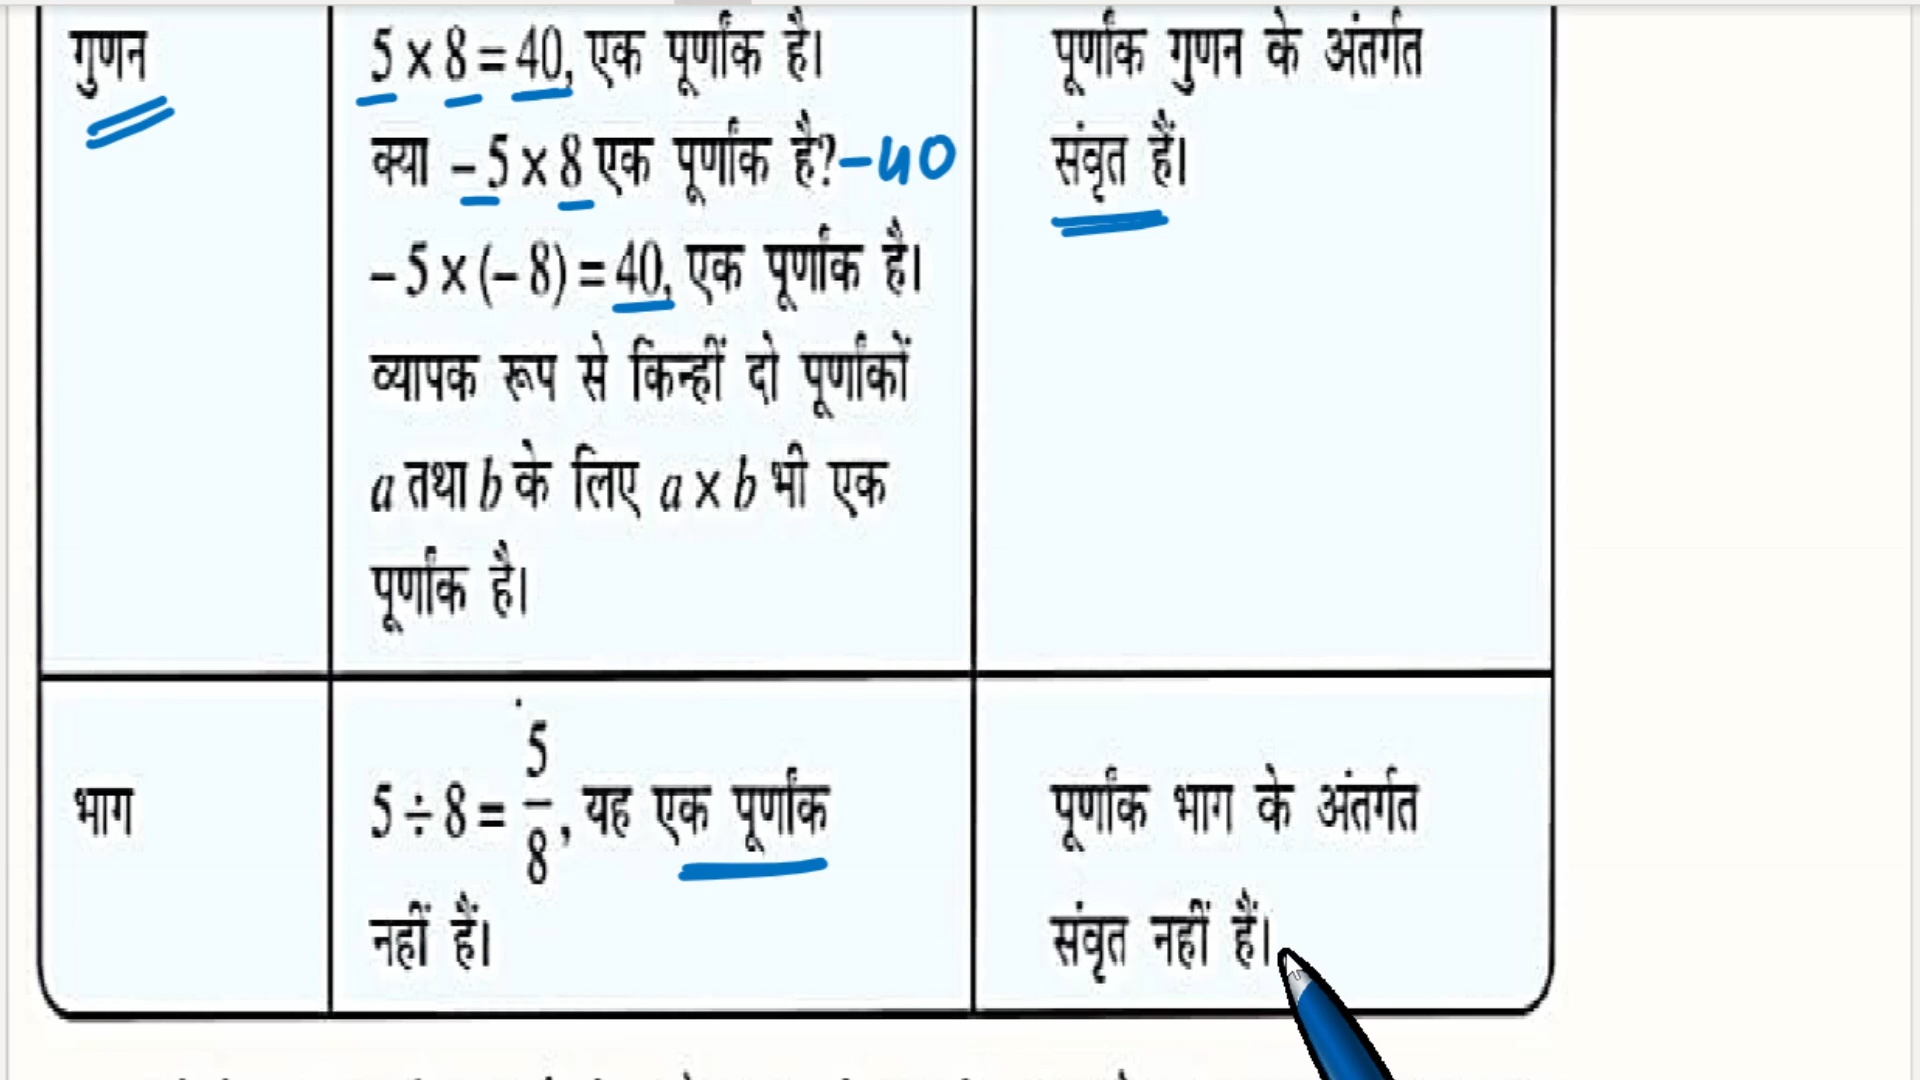 गुणन
5 × 8 = 40, एक पूर्णांक है।
क्या – 5 × 8 एक पूर्णांक है? –40
– 5 × (– 8) = 40, एक पूर्णांक है।
व्यापक रूप से किन्हीं दो पूर्णांकों
a तथा b के लिए a × b भी एक
पूर्णांक है।
पूर्णांक गुणन के अंतर्गत
संवृत हैं।
भाग
5 ÷ 8 = 5/8, यह एक पूर्णांक
नहीं है।
पूर्णांक भाग के अंतर्गत
संवृत नहीं हैं।